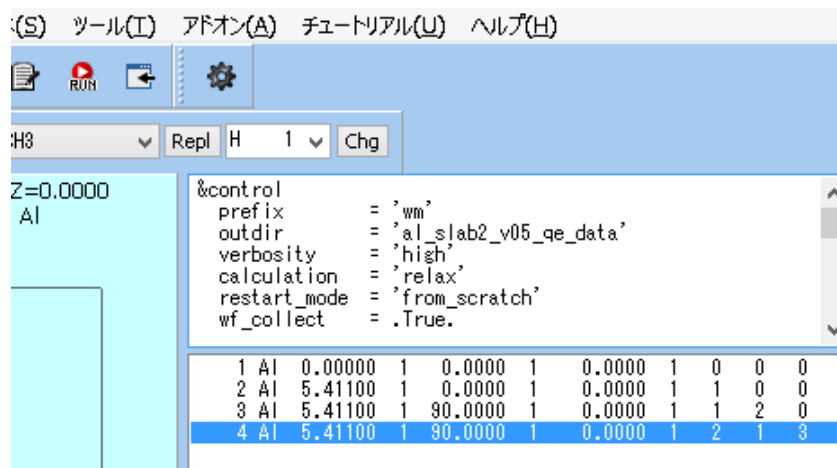 (S) ツール(T) アドオン(A) チュートリアル(U) ヘルプ(H)
RUN
H3 Repl H 1 Chg
Z=0.0000
Al
&control
prefix = 'wm'
outdir = 'al_slab2_v05_qe_data'
verbosity = 'high'
calculation = 'relax'
restart_mode = 'from_scratch'
wf_collect = .True.
1 Al 0.00000 1 0.0000 1 0.0000 1 0 0 0
2 Al 5.41100 1 0.0000 1 0.0000 1 1 0 0
3 Al 5.41100 1 90.0000 1 0.0000 1 1 2 0
4 Al 5.41100 1 90.0000 1 0.0000 1 2 1 3